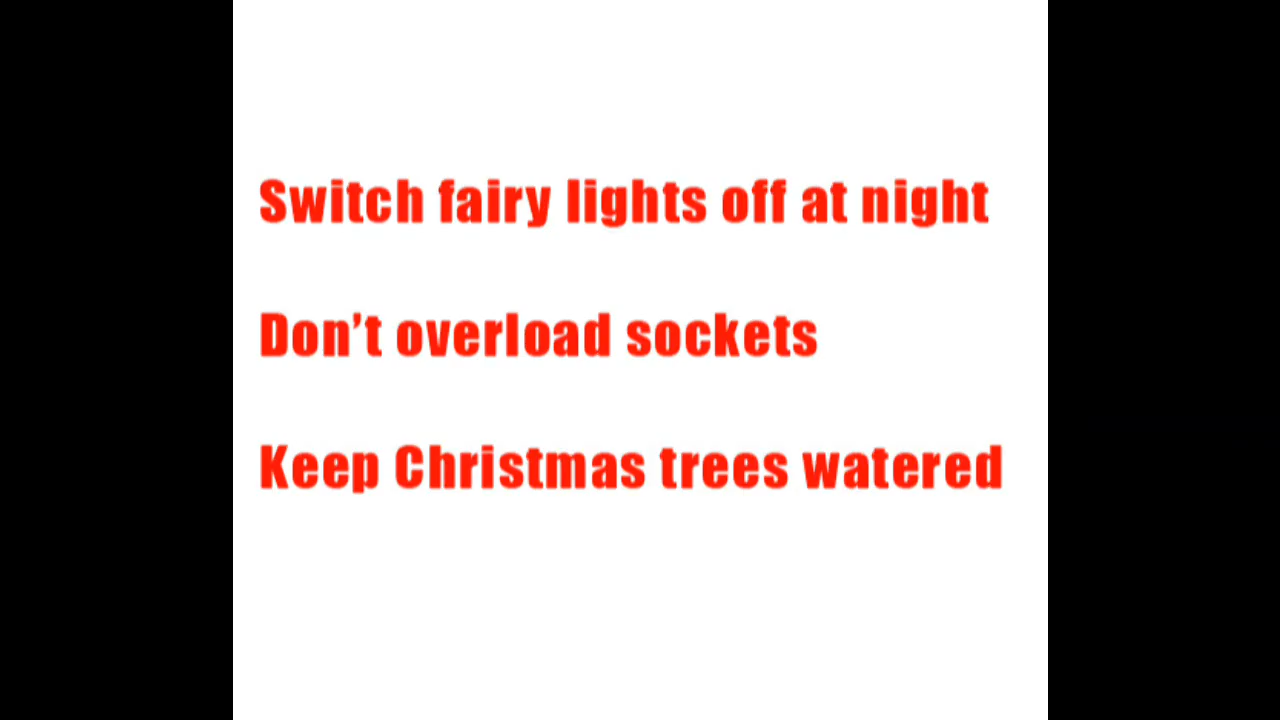 Switch fairy lights off at night
Don’t overload sockets
Keep Christmas trees watered